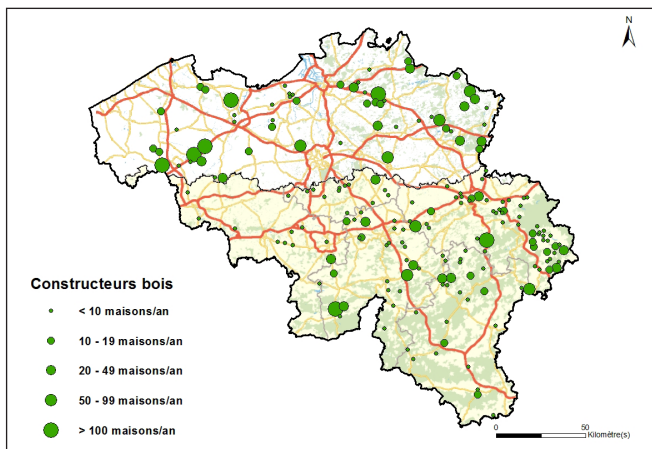 N
Constructeurs bois
< 10 maisons/an
10 - 19 maisons/an
20 - 49 maisons/an
50 - 99 maisons/an
> 100 maisons/an
0 50
Kilomètre(s)